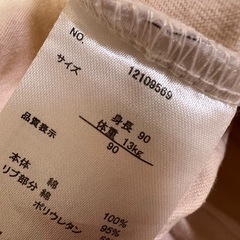 NO. 12109569
サイズ
身長 90
体重 13kg
90
品質表示
本体 綿 100%
リブ部分 綿 95%
ポリウレタン